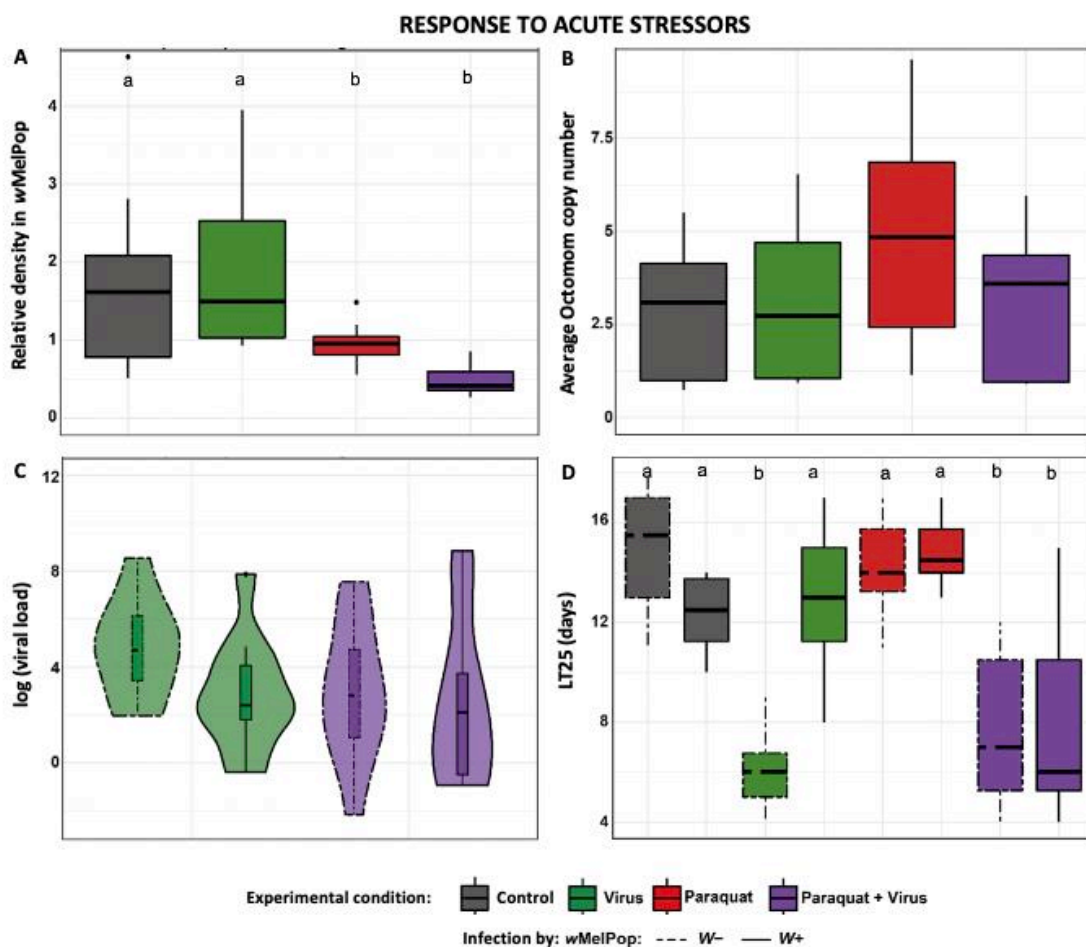 RESPONSE TO ACUTE STRESSORS
A
a a b b
Relative density in wMelPop
4
3
2
1
0
B
Average Octomom copy number
7.5
5
2.5
0
C
log (viral load)
12
8
4
0
D
a a b a a a b b
LT25 (days)
16
12
8
4
Experimental condition: Control Virus Paraquat Paraquat + Virus
Infection by: wMelPop: W− W+